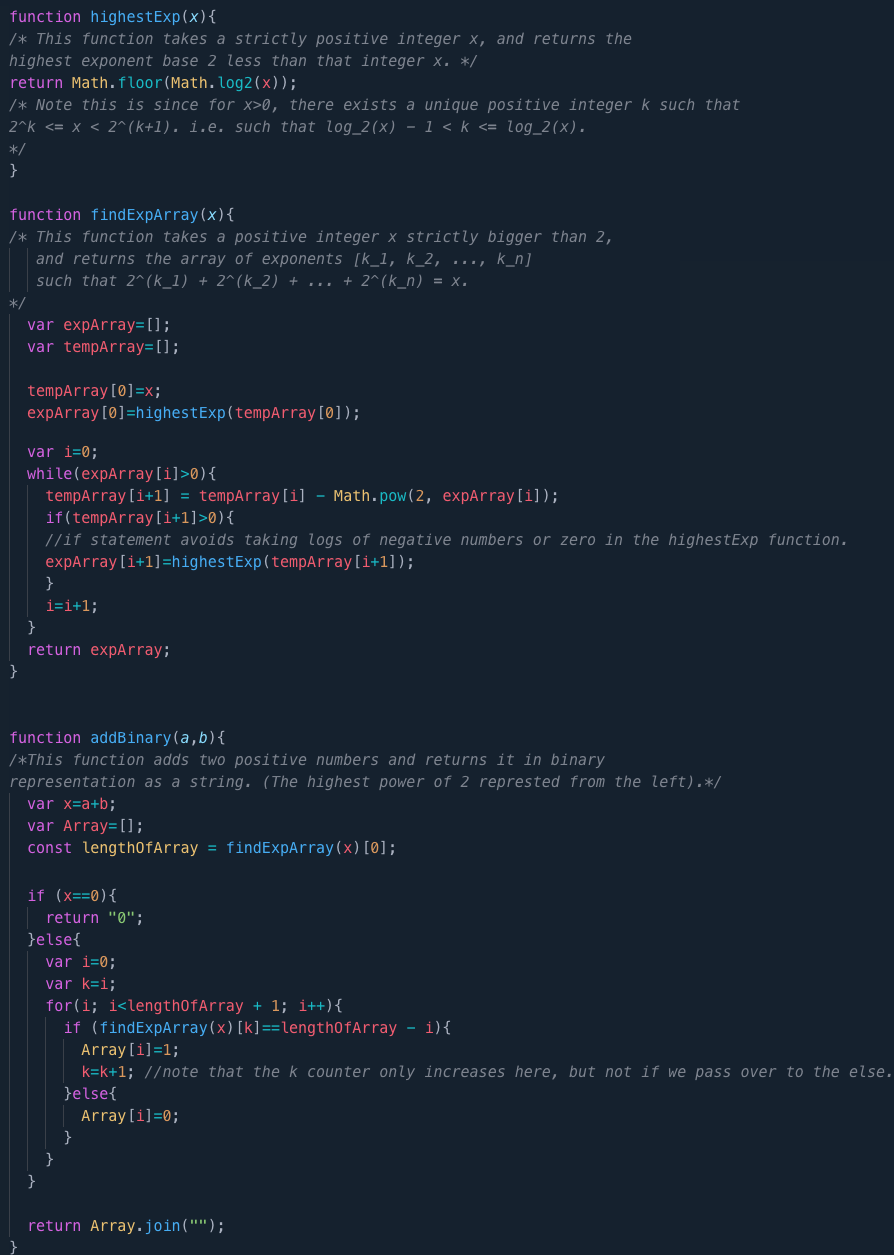 function highestExp(x){
/* This function takes a strictly positive integer x, and returns the
highest exponent base 2 less than that integer x. */
return Math.floor(Math.log2(x));
/* Note this is since for x>0, there exists a unique positive integer k such that
2^k <= x < 2^(k+1). i.e. such that log_2(x) - 1 < k <= log_2(x).
*/
}

function findExpArray(x){
/* This function takes a positive integer x strictly bigger than 2,
   and returns the array of exponents [k_1, k_2, ..., k_n]
   such that 2^(k_1) + 2^(k_2) + ... + 2^(k_n) = x.
*/
  var expArray=[];
  var tempArray=[];

  tempArray[0]=x;
  expArray[0]=highestExp(tempArray[0]);

  var i=0;
  while(expArray[i]>0){
    tempArray[i+1] = tempArray[i] - Math.pow(2, expArray[i]);
    if(tempArray[i+1]>0){
    //if statement avoids taking logs of negative numbers or zero in the highestExp function.
    expArray[i+1]=highestExp(tempArray[i+1]);
    }
    i=i+1;
  }
  return expArray;
}

function addBinary(a,b){
/*This function adds two positive numbers and returns it in binary
representation as a string. (The highest power of 2 represted from the left).*/
  var x=a+b;
  var Array=[];
  const lengthOfArray = findExpArray(x)[0];

  if (x==0){
    return "0";
  }else{
    var i=0;
    var k=i;
    for(i; i<lengthOfArray + 1; i++){
      if (findExpArray(x)[k]==lengthOfArray - i){
        Array[i]=1;
        k=k+1; //note that the k counter only increases here, but not if we pass over to the else.
      }else{
        Array[i]=0;
      }
    }
  }

  return Array.join("");
}